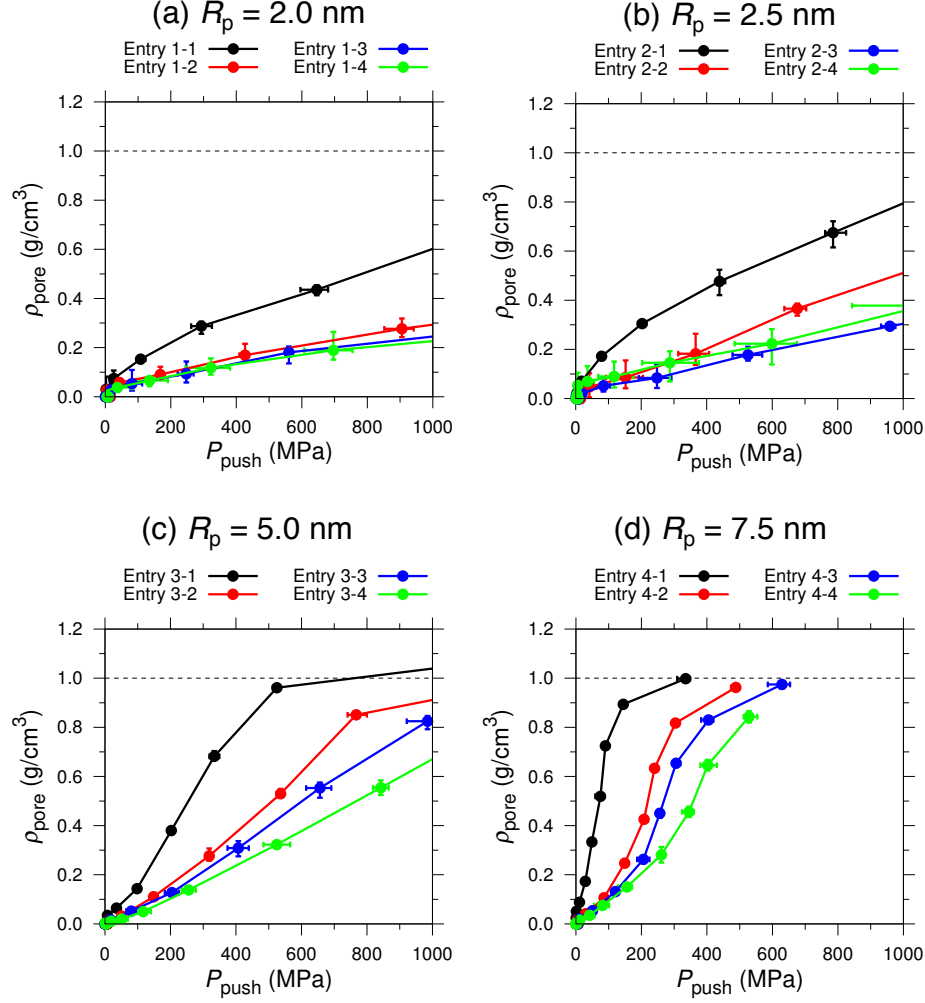 (a) Rp = 2.0 nm
Entry 1-1 Entry 1-3
Entry 1-2 Entry 1-4
1.2
1.0
0.8
0.6
0.4
0.2
0.0
ρpore (g/cm³)
0 200 400 600 800 1000
Ppush (MPa)
(b) Rp = 2.5 nm
Entry 2-1 Entry 2-3
Entry 2-2 Entry 2-4
1.2
1.0
0.8
0.6
0.4
0.2
0.0
ρpore (g/cm³)
0 200 400 600 800 1000
Ppush (MPa)
(c) Rp = 5.0 nm
Entry 3-1 Entry 3-3
Entry 3-2 Entry 3-4
1.2
1.0
0.8
0.6
0.4
0.2
0.0
ρpore (g/cm³)
0 200 400 600 800 1000
Ppush (MPa)
(d) Rp = 7.5 nm
Entry 4-1 Entry 4-3
Entry 4-2 Entry 4-4
1.2
1.0
0.8
0.6
0.4
0.2
0.0
ρpore (g/cm³)
0 200 400 600 800 1000
Ppush (MPa)